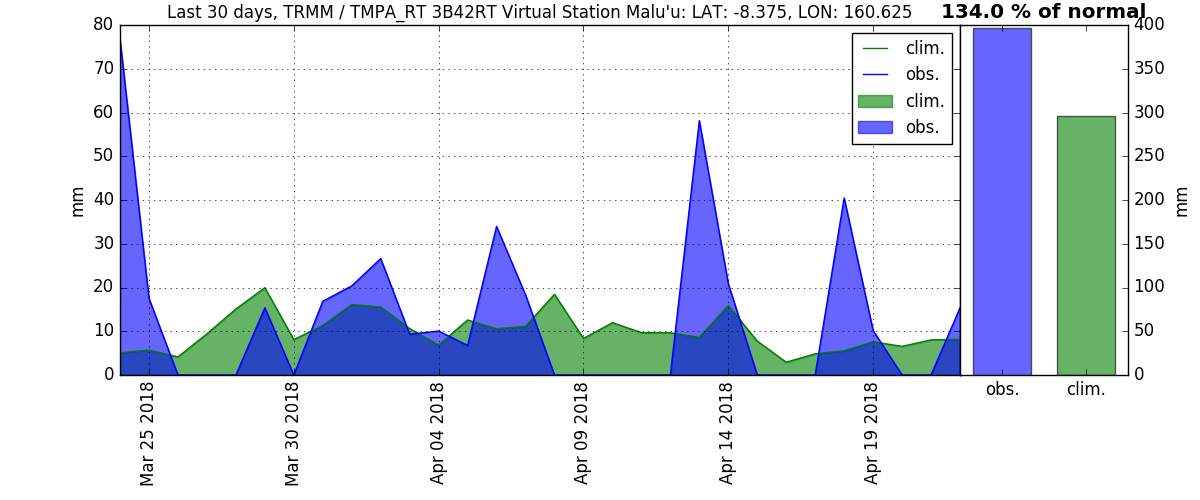 Last 30 days, TRMM / TMPA_RT 3B42RT Virtual Station Malu'u: LAT: -8.375, LON: 160.625
134.0 % of normal
80
70
60
50
40
30
20
10
0
mm
clim.
obs.
clim.
obs.
400
350
300
250
200
150
100
50
0
mm
obs.
clim.
Mar 25 2018
Mar 30 2018
Apr 04 2018
Apr 09 2018
Apr 14 2018
Apr 19 2018